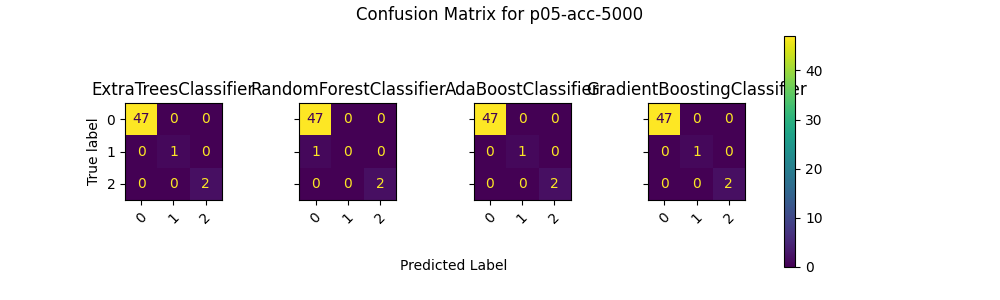 Confusion Matrix for p05-acc-5000
ExtraTreesClassifier RandomForestClassifier AdaBoostClassifier GradientBoostingClassifier
True label
0 47 0 0 47 0 0 47 0 0 47 0 0
1 0 1 0 1 0 0 0 1 0 0 1 0
2 0 0 2 0 0 2 0 0 2 0 0 2
0 1 2 0 1 2 0 1 2 0 1 2
Predicted Label
40
30
20
10
0